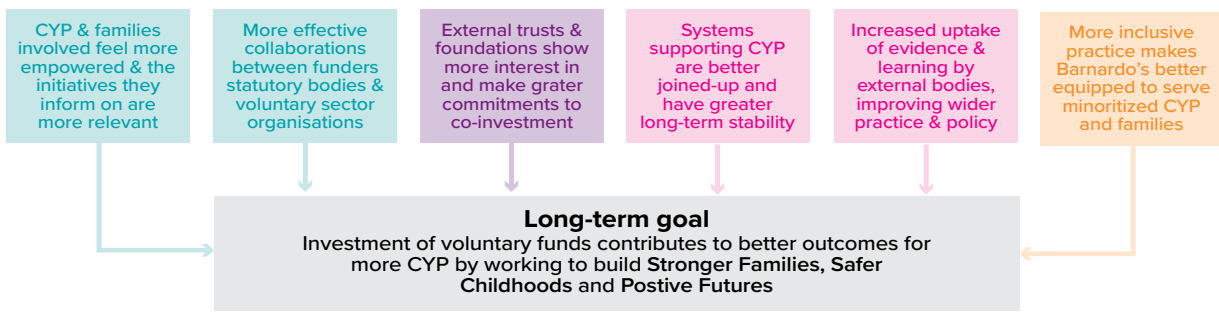 CYP & families
involved feel more
empowered & the
initiatives they
inform on are
more relevant
More effective
collaborations
between funders
statutory bodies &
voluntary sector
organisations
External trusts &
foundations show
more interest in
and make grater
commitments to
co-investment
Systems
supporting CYP
are better
joined-up and
have greater
long-term stability
Increased uptake
of evidence &
learning by
external bodies,
improving wider
practice & policy
More inclusive
practice makes
Barnardo’s better
equipped to serve
minoritized CYP
and families
Long-term goal
Investment of voluntary funds contributes to better outcomes for
more CYP by working to build Stronger Families, Safer
Childhoods and Postive Futures